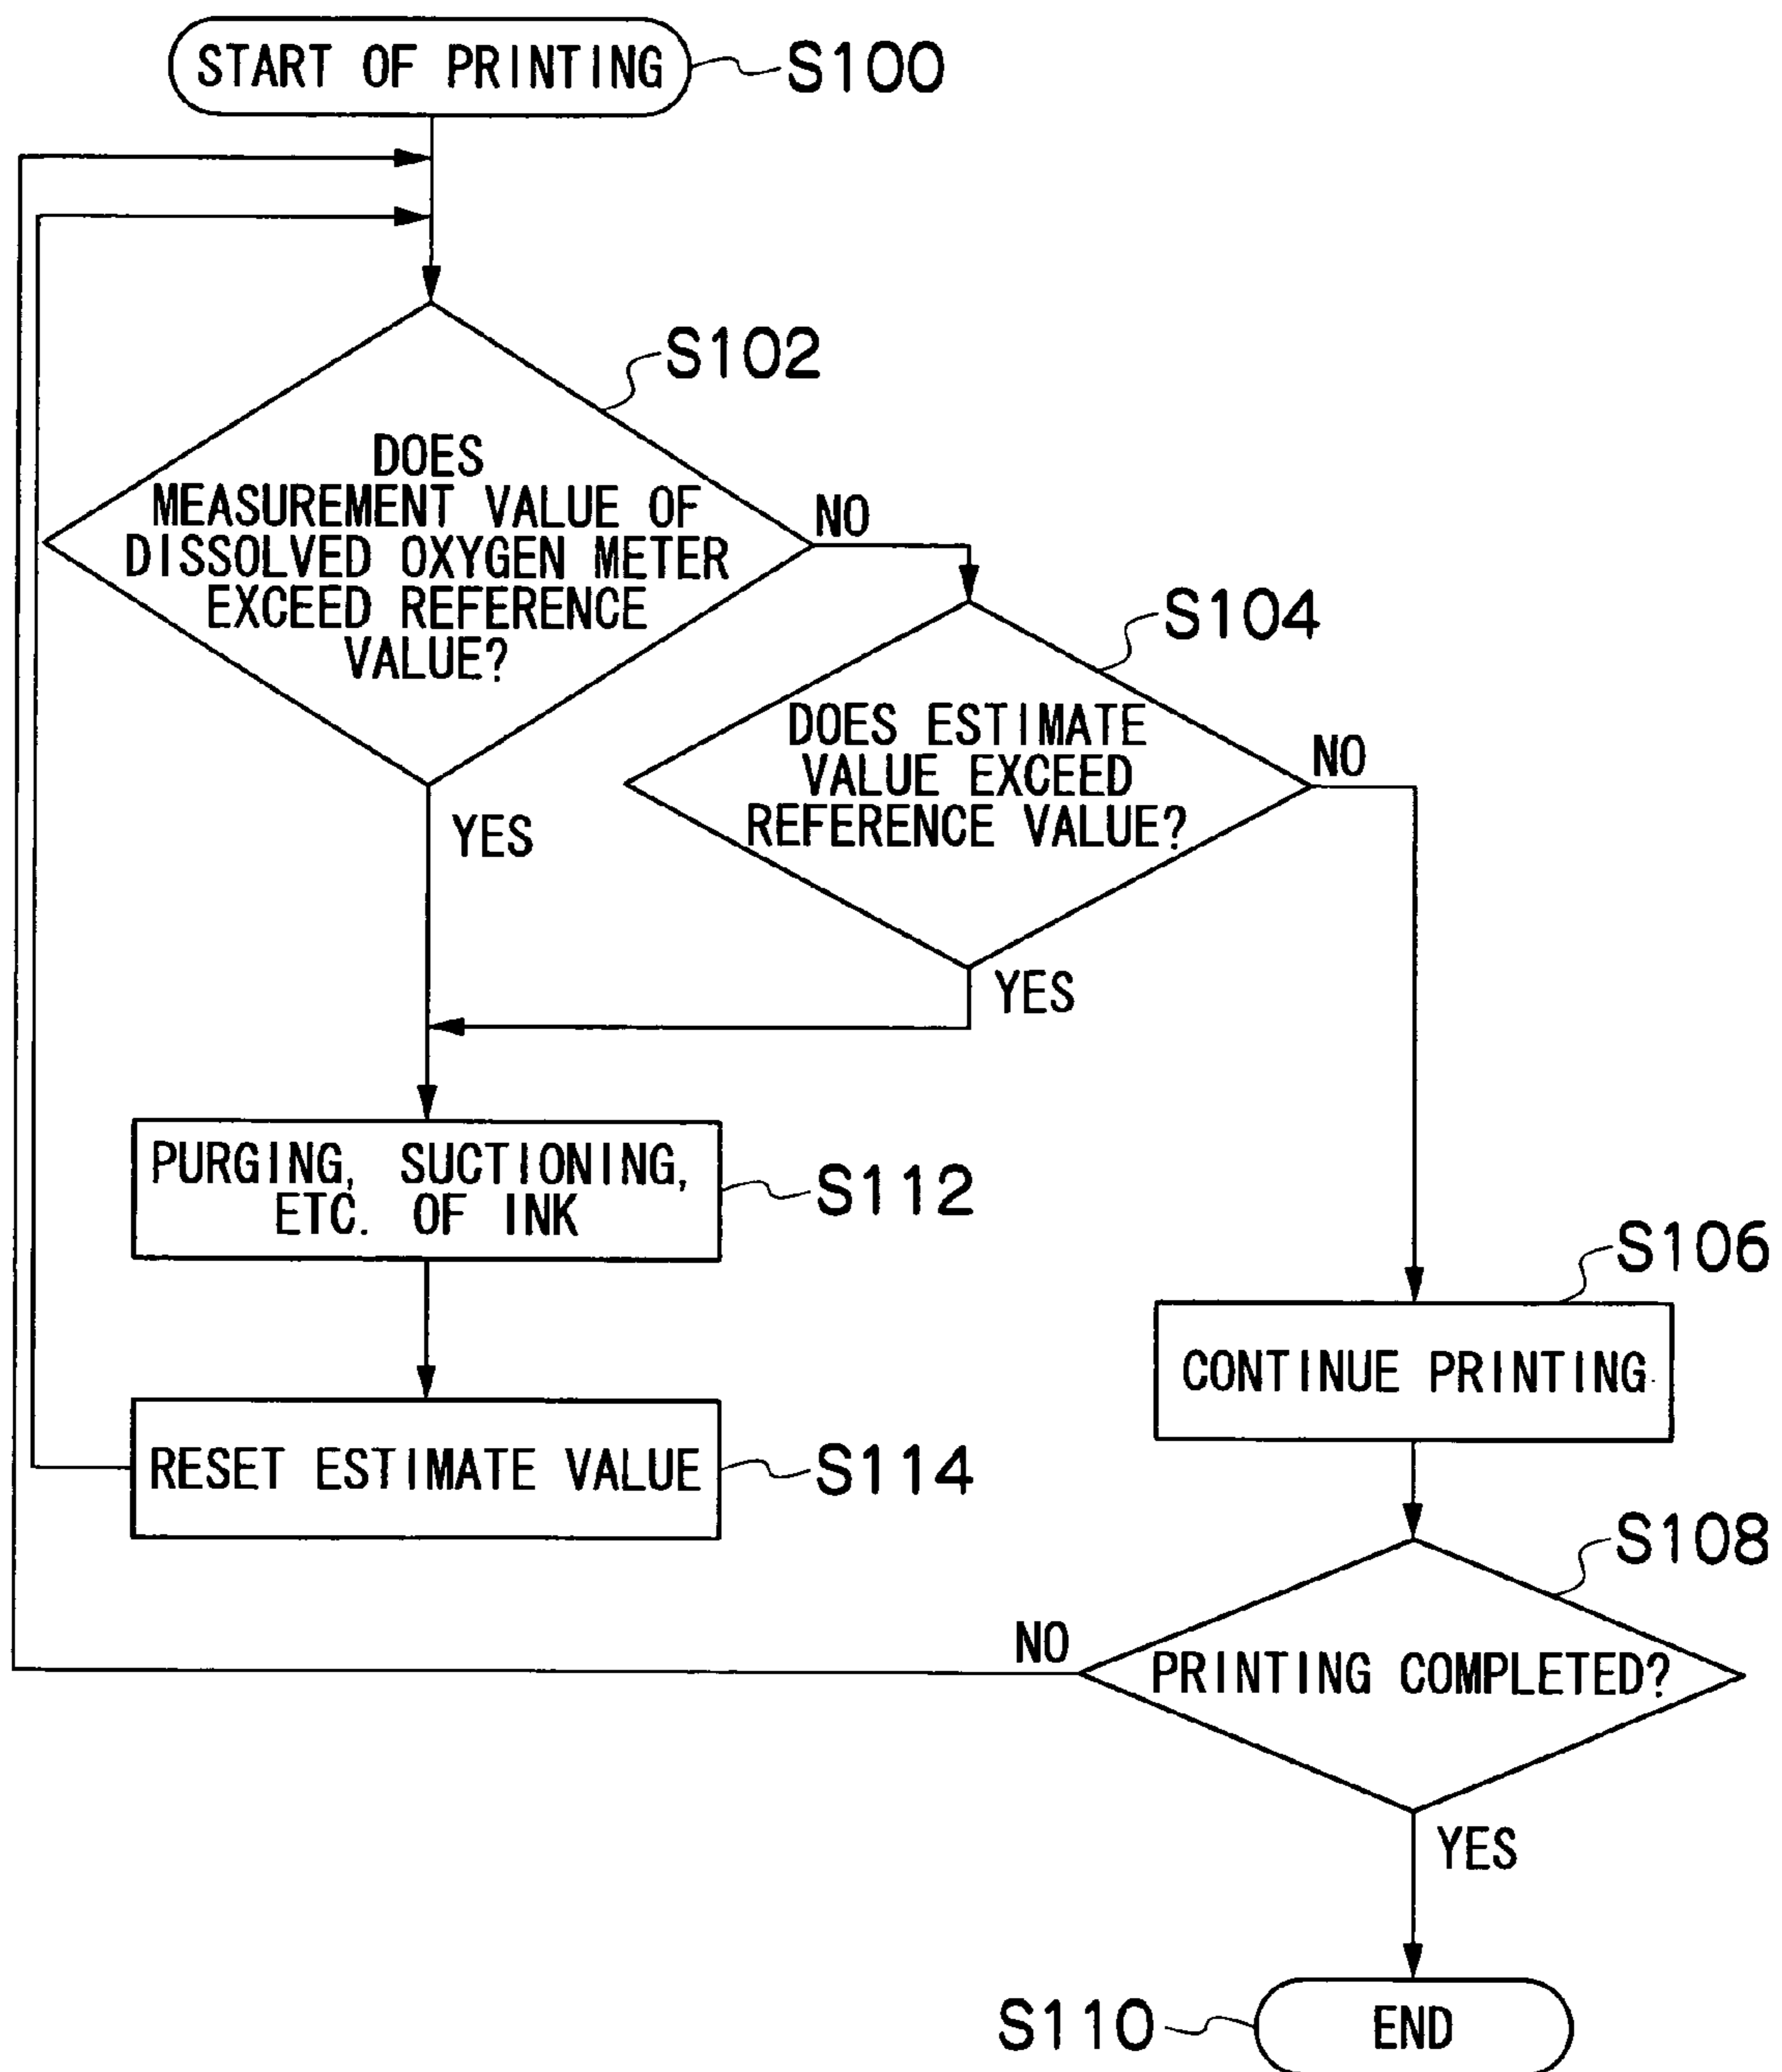 START OF PRINTING
S100
S102
DOES
MEASUREMENT VALUE OF
DISSOLVED OXYGEN METER
EXCEED REFERENCE
VALUE?
NO
YES
S104
DOES ESTIMATE
VALUE EXCEED
REFERENCE VALUE?
NO
YES
PURGING, SUCTIONING,
ETC. OF INK
S112
RESET ESTIMATE VALUE
S114
S106
CONTINUE PRINTING
S108
PRINTING COMPLETED?
NO
YES
S110
END